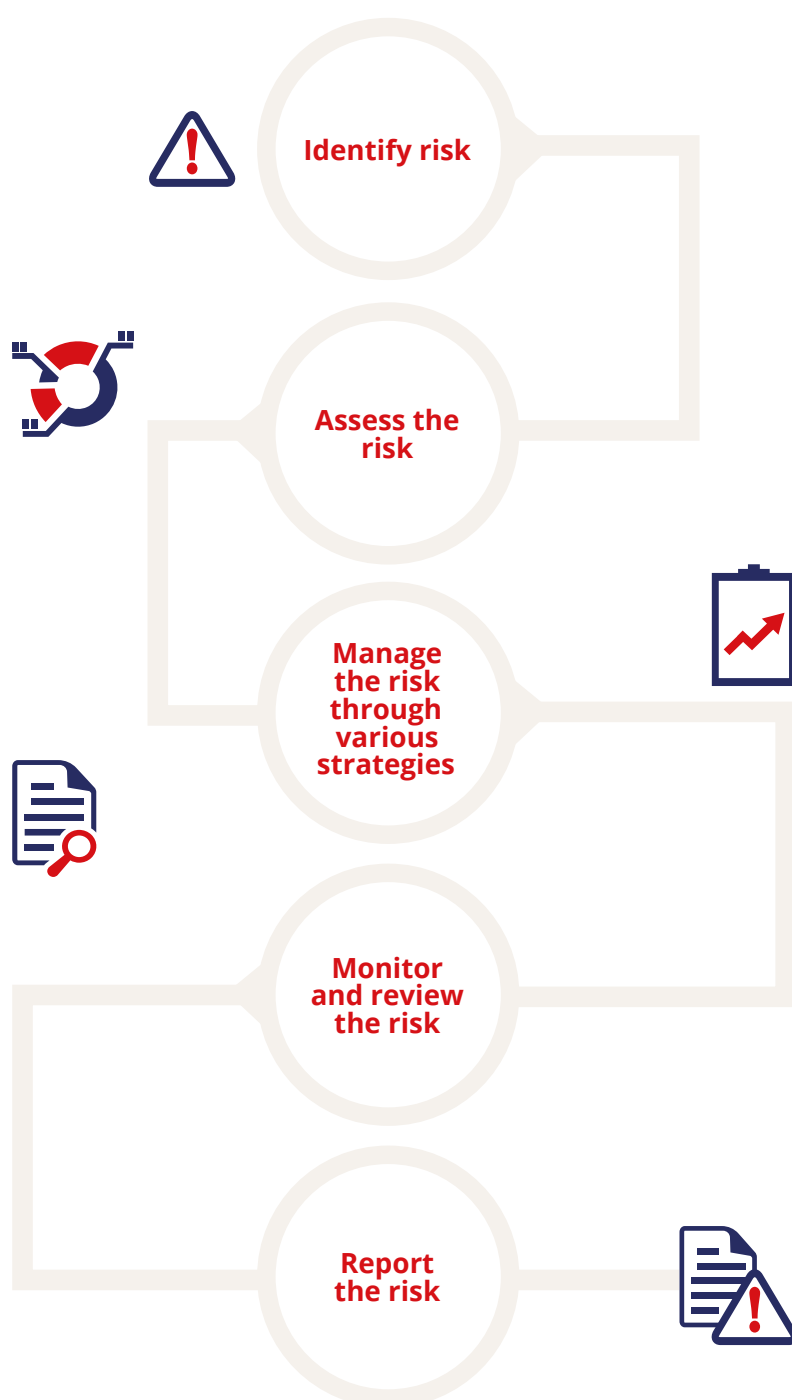 Identify risk
Assess the
risk
Manage
the risk
through
various
strategies
Monitor
and review
the risk
Report
the risk